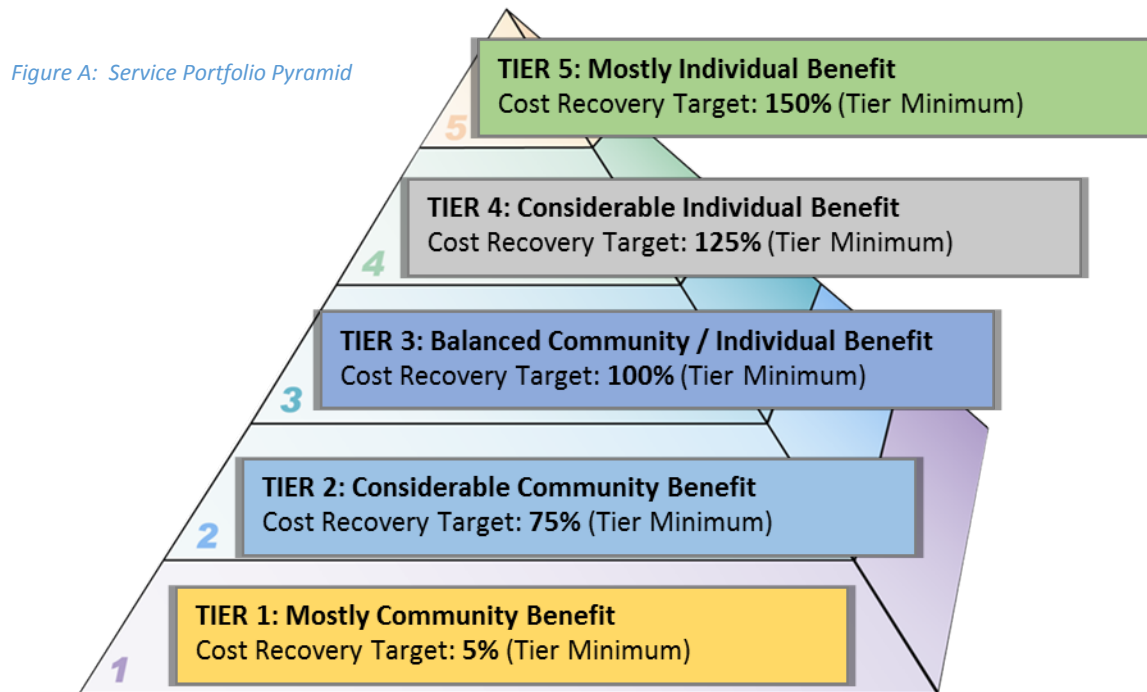 Figure A: Service Portfolio Pyramid
TIER 5: Mostly Individual Benefit
Cost Recovery Target: 150% (Tier Minimum)
5
TIER 4: Considerable Individual Benefit
Cost Recovery Target: 125% (Tier Minimum)
4
TIER 3: Balanced Community / Individual Benefit
Cost Recovery Target: 100% (Tier Minimum)
3
TIER 2: Considerable Community Benefit
Cost Recovery Target: 75% (Tier Minimum)
2
TIER 1: Mostly Community Benefit
Cost Recovery Target: 5% (Tier Minimum)
1